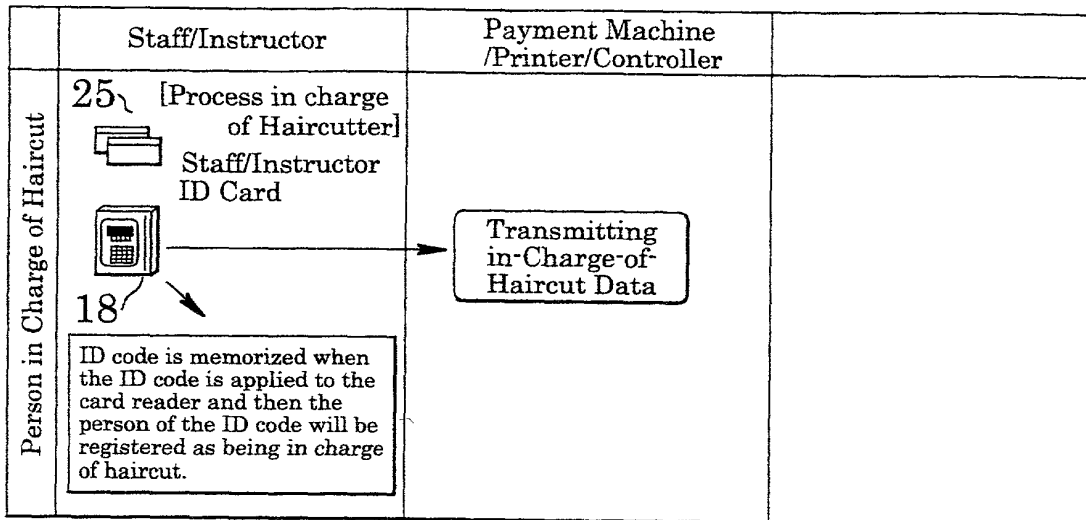 Staff/Instructor
Payment Machine
/Printer/Controller
Person in Charge of Haircut
25
[Process in charge
of Haircutter]
Staff/Instructor
ID Card
18
ID code is memorized when
the ID code is applied to the
card reader and then the
person of the ID code will be
registered as being in charge
of haircut.
Transmitting
in-Charge-of-
Haircut Data